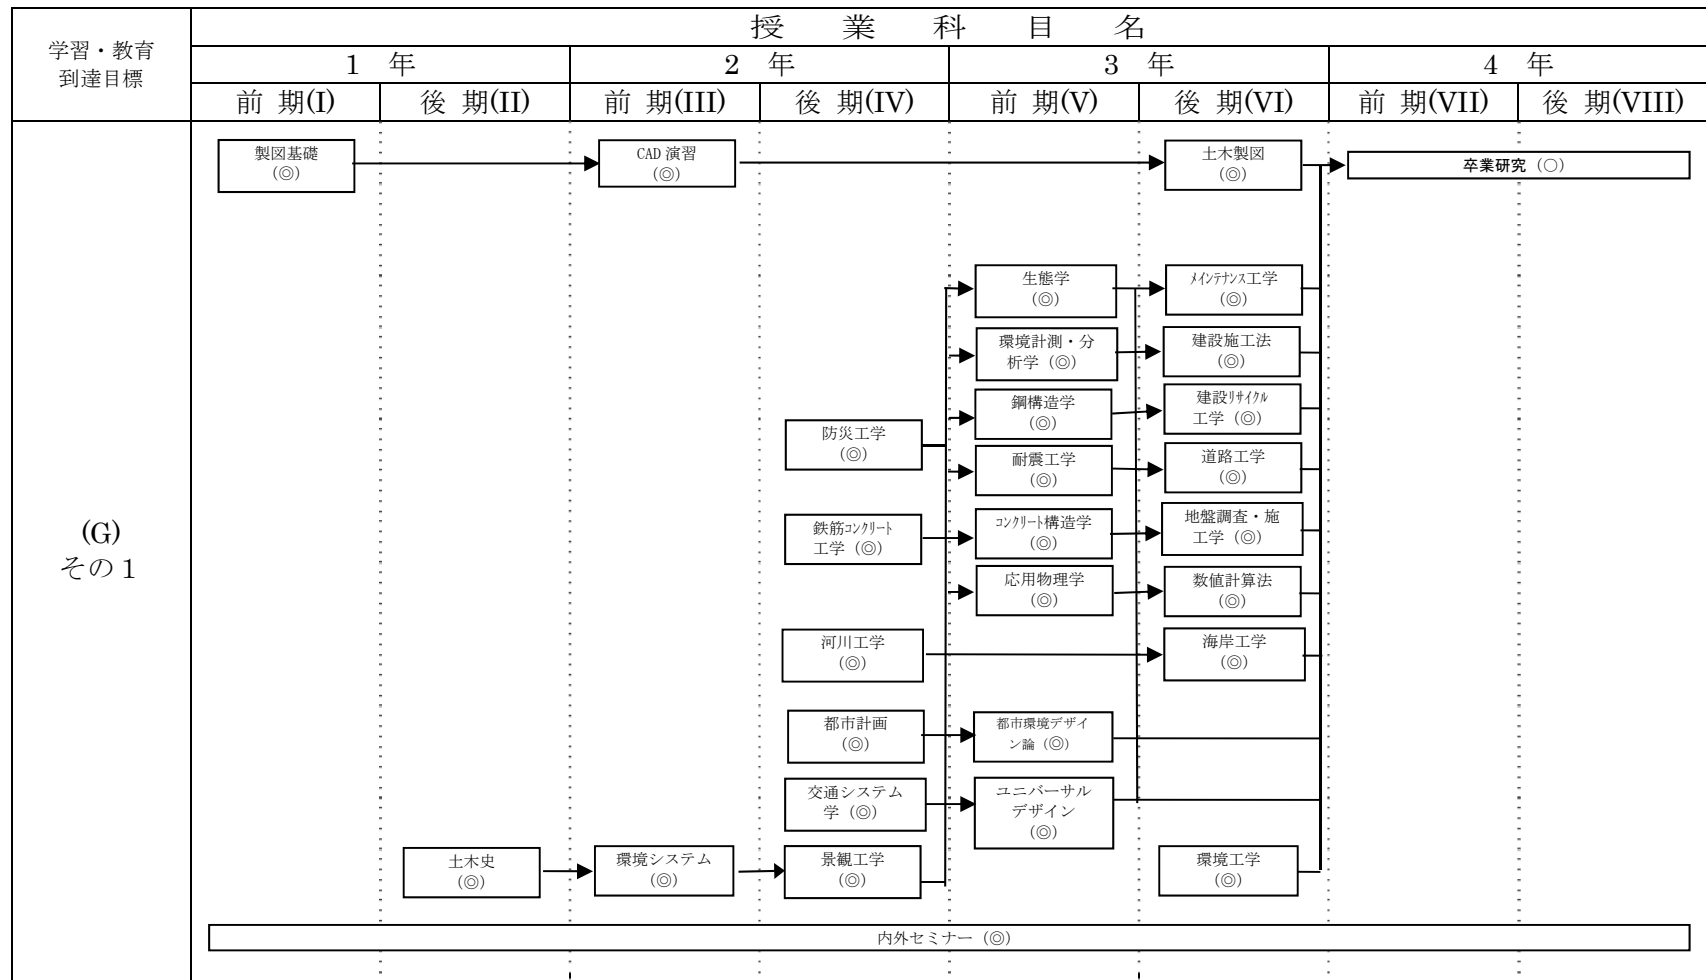 学習・教育
到達目標
授業科目名
1 年
2 年
3 年
4 年
前 期(I)
後 期(II)
前 期(III)
後 期(IV)
前 期(V)
後 期(VI)
前 期(VII)
後 期(VIII)
(G)
その1
製図基礎
(◎)
CAD 演習
(◎)
土木製図
(◎)
卒業研究 (○)
生態学
(◎)
メインテナンス工学
(◎)
環境計測・分
析学 (◎)
建設施工法
(◎)
鋼構造学
(◎)
建設リサイクル
工学 (◎)
防災工学
(◎)
耐震工学
(◎)
道路工学
(◎)
鉄筋コンクリート
工学 (◎)
コンクリート構造学
(◎)
地盤調査・施
工学 (◎)
応用物理学
(◎)
数値計算法
(◎)
河川工学
(◎)
海岸工学
(◎)
都市計画
(◎)
都市環境デザイ
ン論 (◎)
交通システム
学 (◎)
ユニバーサル
デザイン
(◎)
土木史
(◎)
環境システム
(◎)
景観工学
(◎)
環境工学
(◎)
内外セミナー (◎)